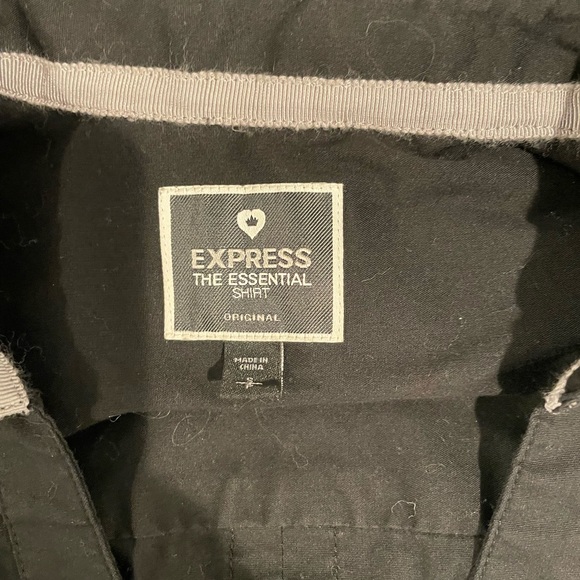 EXPRESS
THE ESSENTIAL
SHIRT
ORIGINAL
MADE IN
CHINA
S